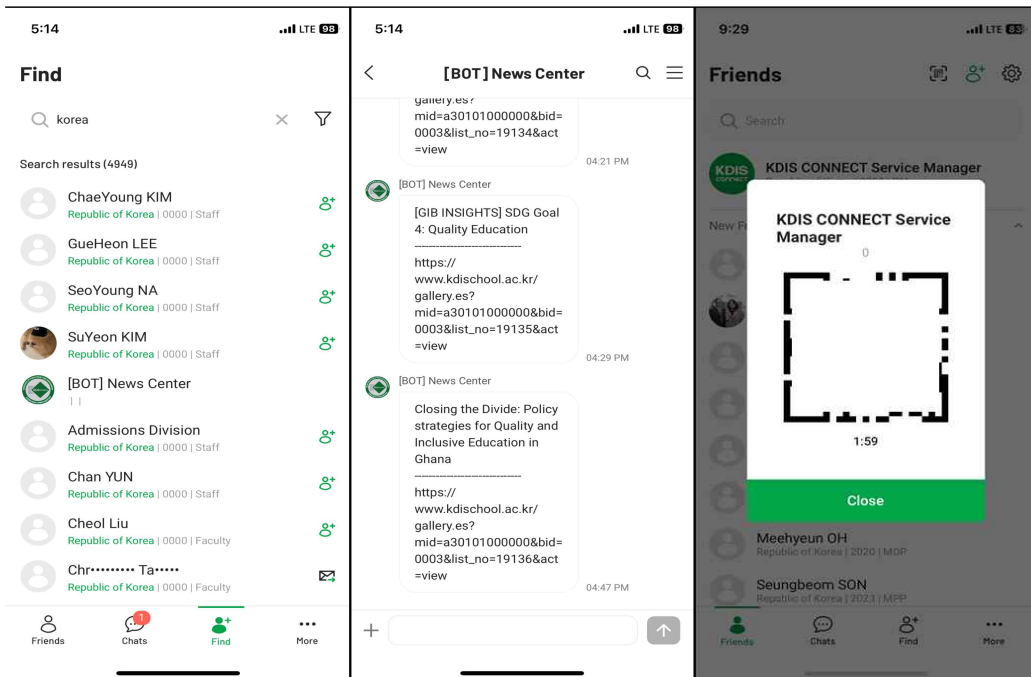 5:14
LTE 98
Find
korea
Search results (4949)
ChaeYoung KIM
Republic of Korea | 0000 | Staff
GueHeon LEE
Republic of Korea | 0000 | Staff
SeoYoung NA
Republic of Korea | 0000 | Staff
SuYeon KIM
Republic of Korea | 0000 | Staff
[BOT] News Center
| |
Admissions Division
Republic of Korea | 0000 | Staff
Chan YUN
Republic of Korea | 0000 | Staff
Cheol Liu
Republic of Korea | 0000 | Faculty
Chr••••••••• Ta•••••
Republic of Korea | 0000 | Faculty
1
Friends
Chats
Find
More
5:14
LTE 98
[BOT] News Center
gallery.es?
mid=a30101000000&bid=
0003&list_no=19134&act
=view
04:21 PM
[BOT] News Center
[GIB INSIGHTS] SDG Goal
4: Quality Education
------------------------------
https://
www.kdischool.ac.kr/
gallery.es?
mid=a30101000000&bid=
0003&list_no=19135&act
=view
04:29 PM
[BOT] News Center
Closing the Divide: Policy
strategies for Quality and
Inclusive Education in
Ghana
------------------------------
https://
www.kdischool.ac.kr/
gallery.es?
mid=a30101000000&bid=
0003&list_no=19136&act
=view
04:47 PM
9:29
LTE 83
Friends
Search
KDIS
CONNECT
KDIS CONNECT Service Manager
New
KDIS CONNECT Service
Manager
0
1:59
Close
Meehyeun OH
Republic of Korea | 2020 | MDP
Seungbeom SON
Republic of Korea | 2023 | MPP
Friends
Chats
Find
More